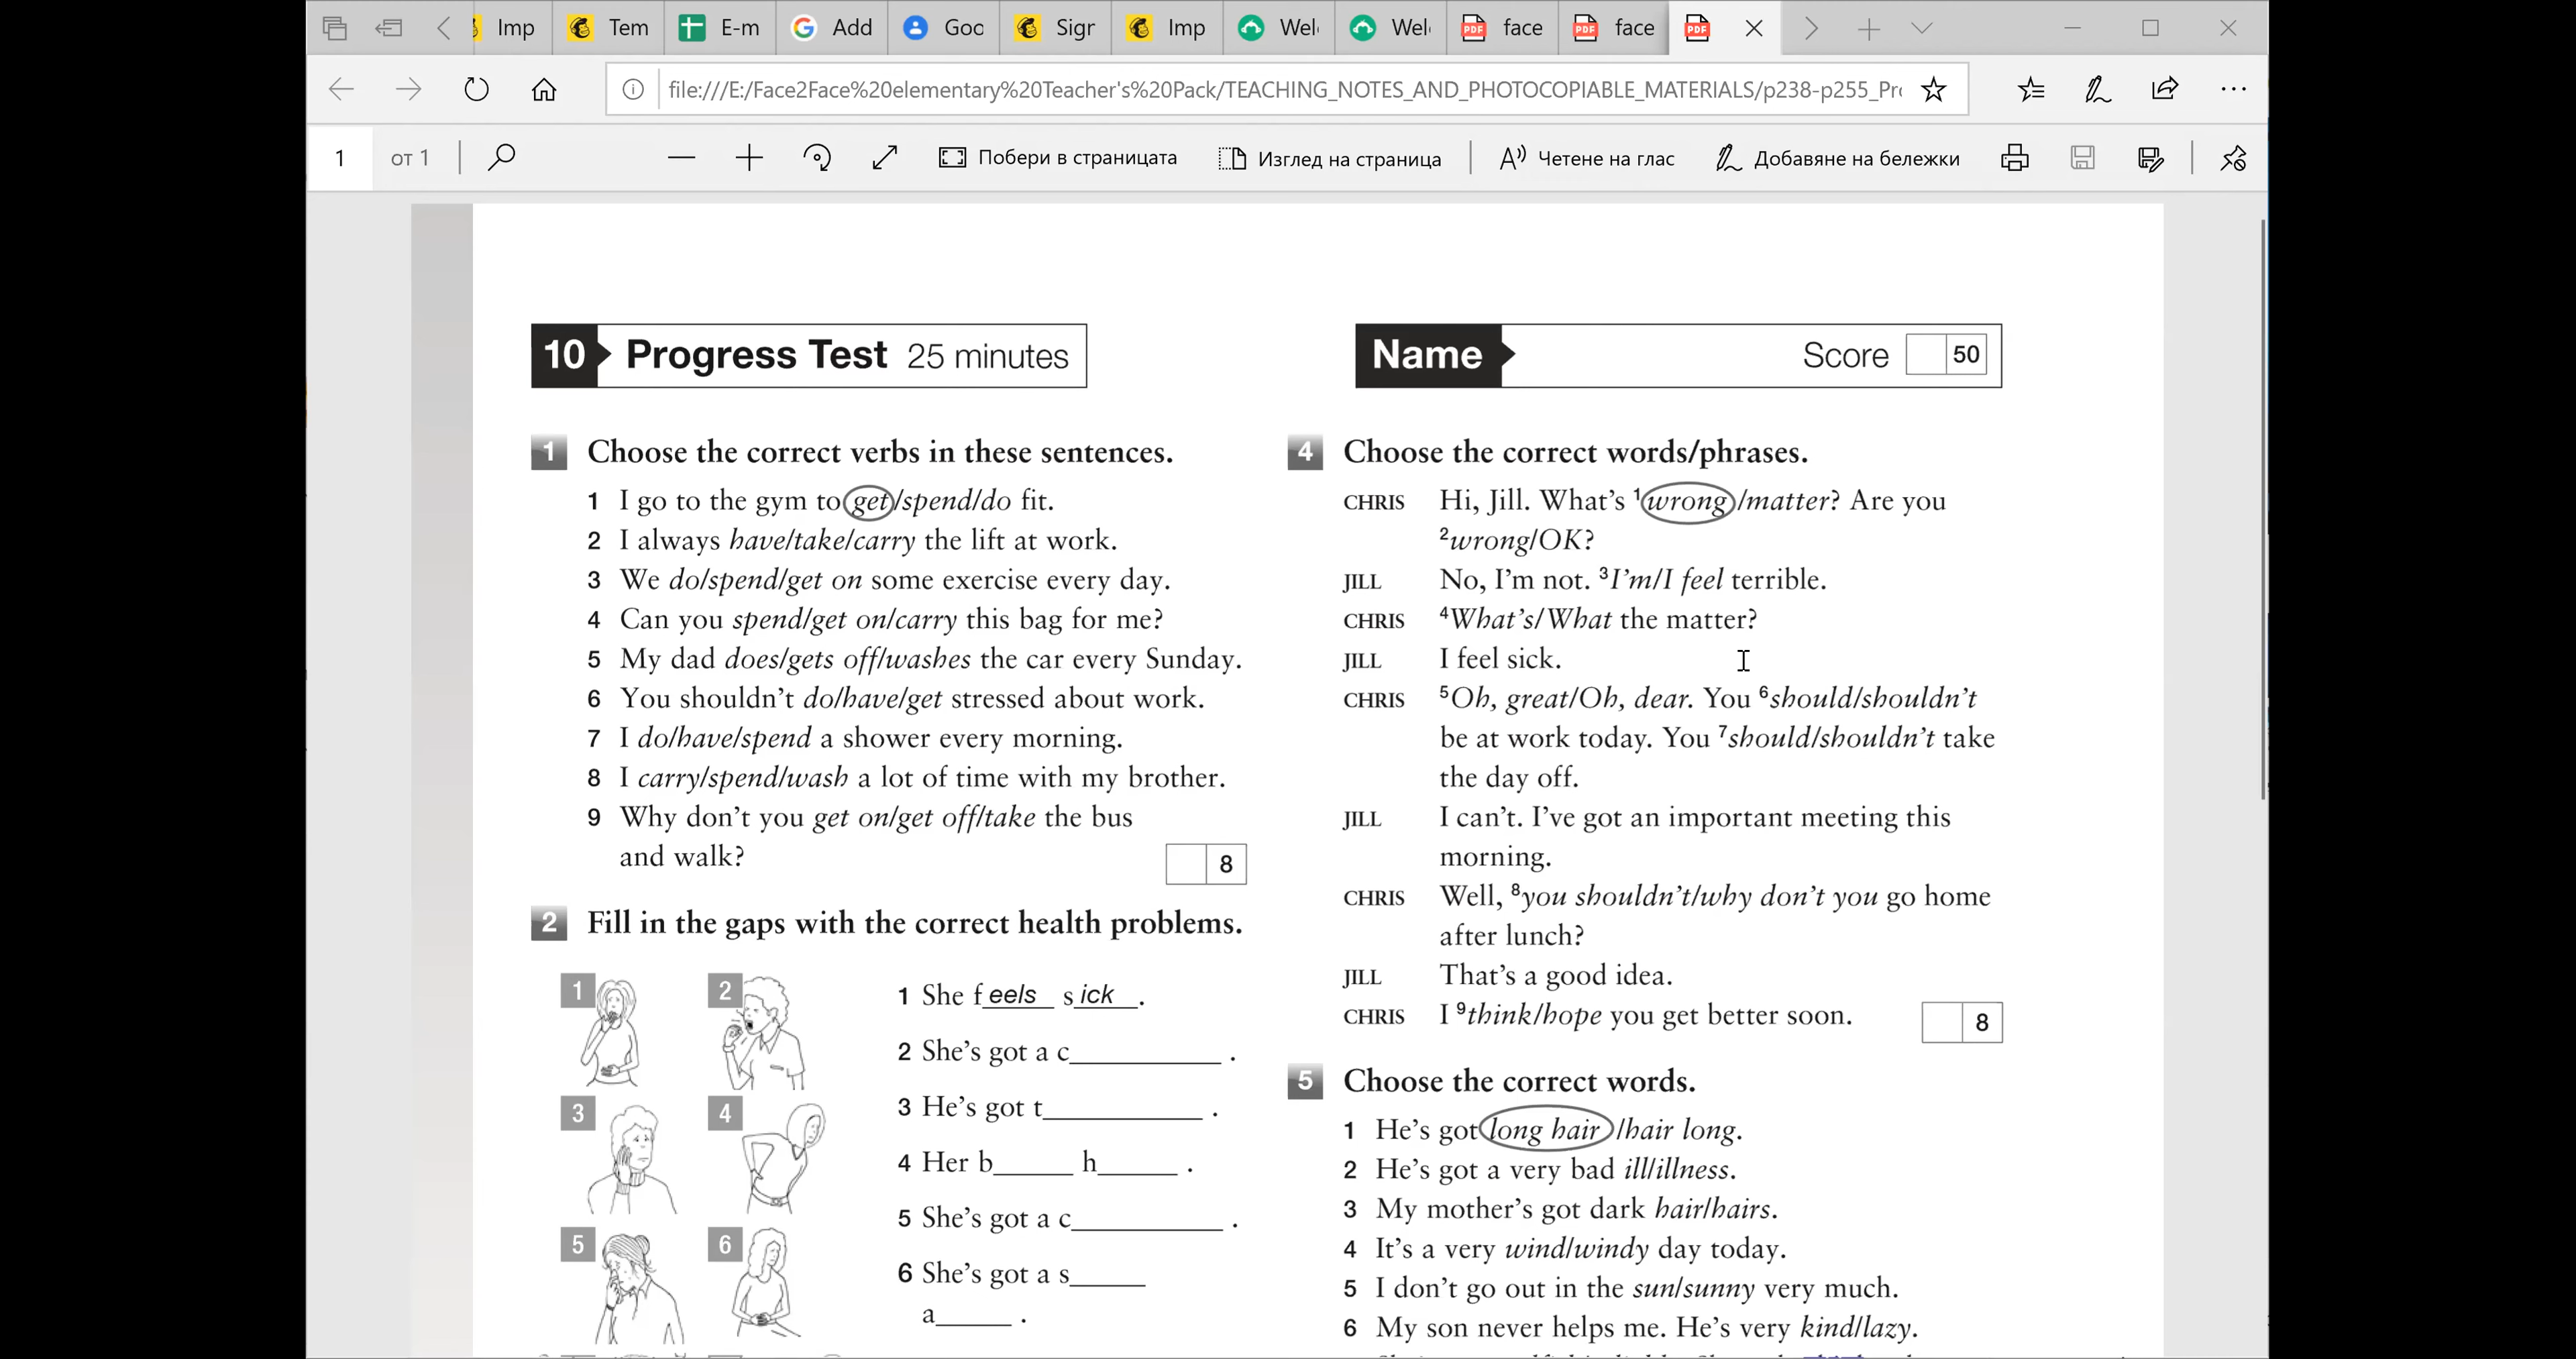 Imp
Tem
E-m
Add
Goo
Sigr
Imp
Wel
Wel
face
face
file:///E:/Face2Face%20elementary%20Teacher's%20Pack/TEACHING_NOTES_AND_PHOTOCOPIABLE_MATERIALS/p238-p255_Pr
1 от 1
Побери в страницата
Изглед на страница
Четене на глас
Добавяне на бележки
10 Progress Test 25 minutes
1 Choose the correct verbs in these sentences.
1 I go to the gym to get/spend/do fit.
2 I always have/take/carry the lift at work.
3 We do/spend/get on some exercise every day.
4 Can you spend/get on/carry this bag for me?
5 My dad does/gets off/washes the car every Sunday.
6 You shouldn't do/have/get stressed about work.
7 I do/have/spend a shower every morning.
8 I carry/spend/wash a lot of time with my brother.
9 Why don't you get on/get off/take the bus
and walk?
8
2 Fill in the gaps with the correct health problems.
1
2
3
4
5
6
1 She feels sick.
2 She's got a c____________ .
3 He's got t____________ .
4 Her b______ h______ .
5 She's got a c____________ .
6 She's got a s______
a______ .
Name Score 50
4 Choose the correct words/phrases.
CHRIS Hi, Jill. What's ¹wrong/matter? Are you
²wrong/OK?
JILL No, I'm not. ³I'm/I feel terrible.
CHRIS ⁴What's/What the matter?
JILL I feel sick.
CHRIS ⁵Oh, great/Oh, dear. You ⁶should/shouldn't
be at work today. You ⁷should/shouldn't take
the day off.
JILL I can't. I've got an important meeting this
morning.
CHRIS Well, ⁸you shouldn't/why don't you go home
after lunch?
JILL That's a good idea.
CHRIS I ⁹think/hope you get better soon.
8
5 Choose the correct words.
1 He's got long hair/hair long.
2 He's got a very bad ill/illness.
3 My mother's got dark hair/hairs.
4 It's a very wind/windy day today.
5 I don't go out in the sun/sunny very much.
6 My son never helps me. He's very kind/lazy.